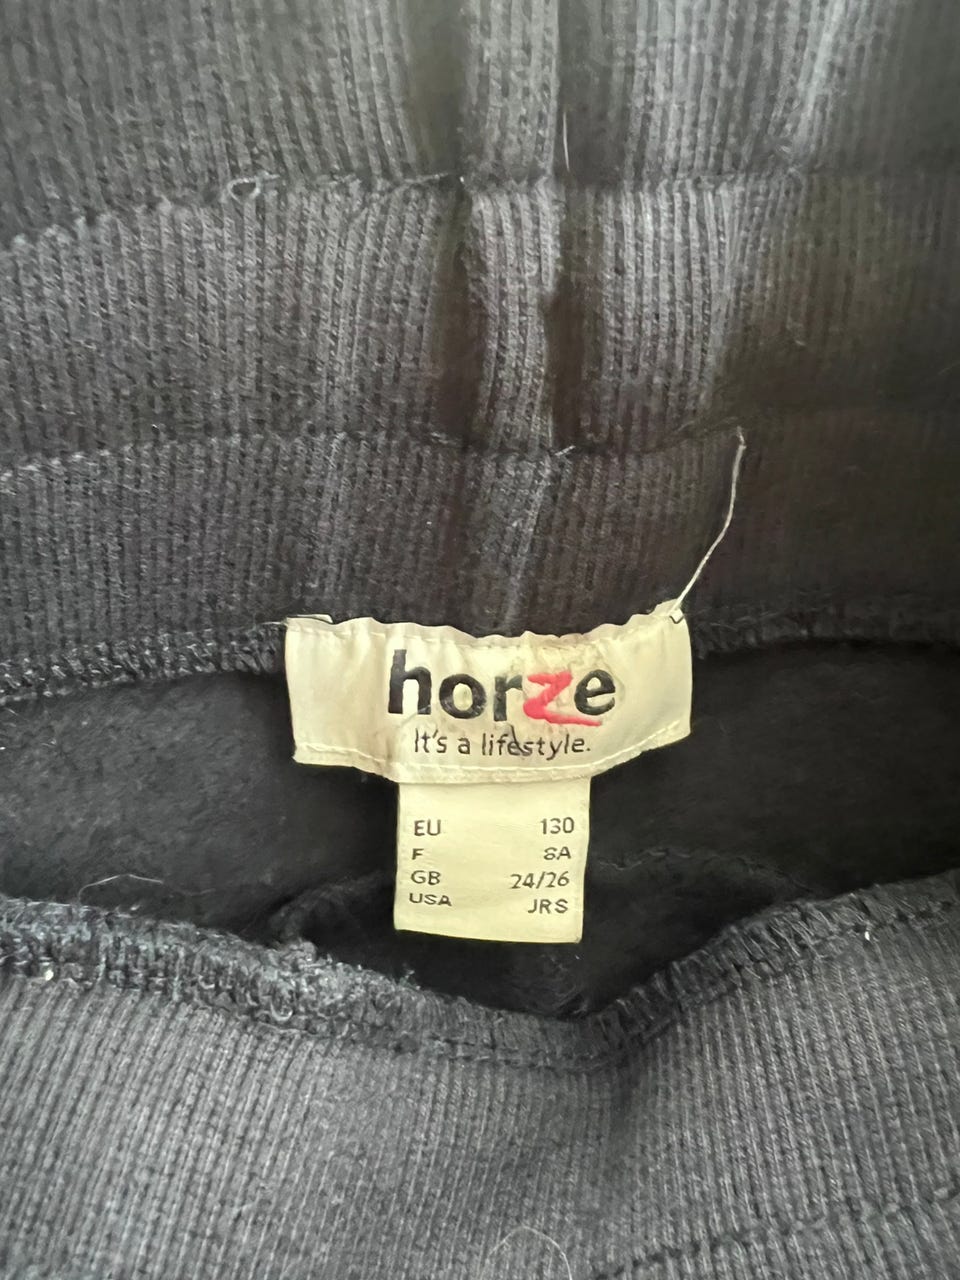 horze
It's a lifestyle.
EU 130
F 8A
GB 24/26
USA JRS